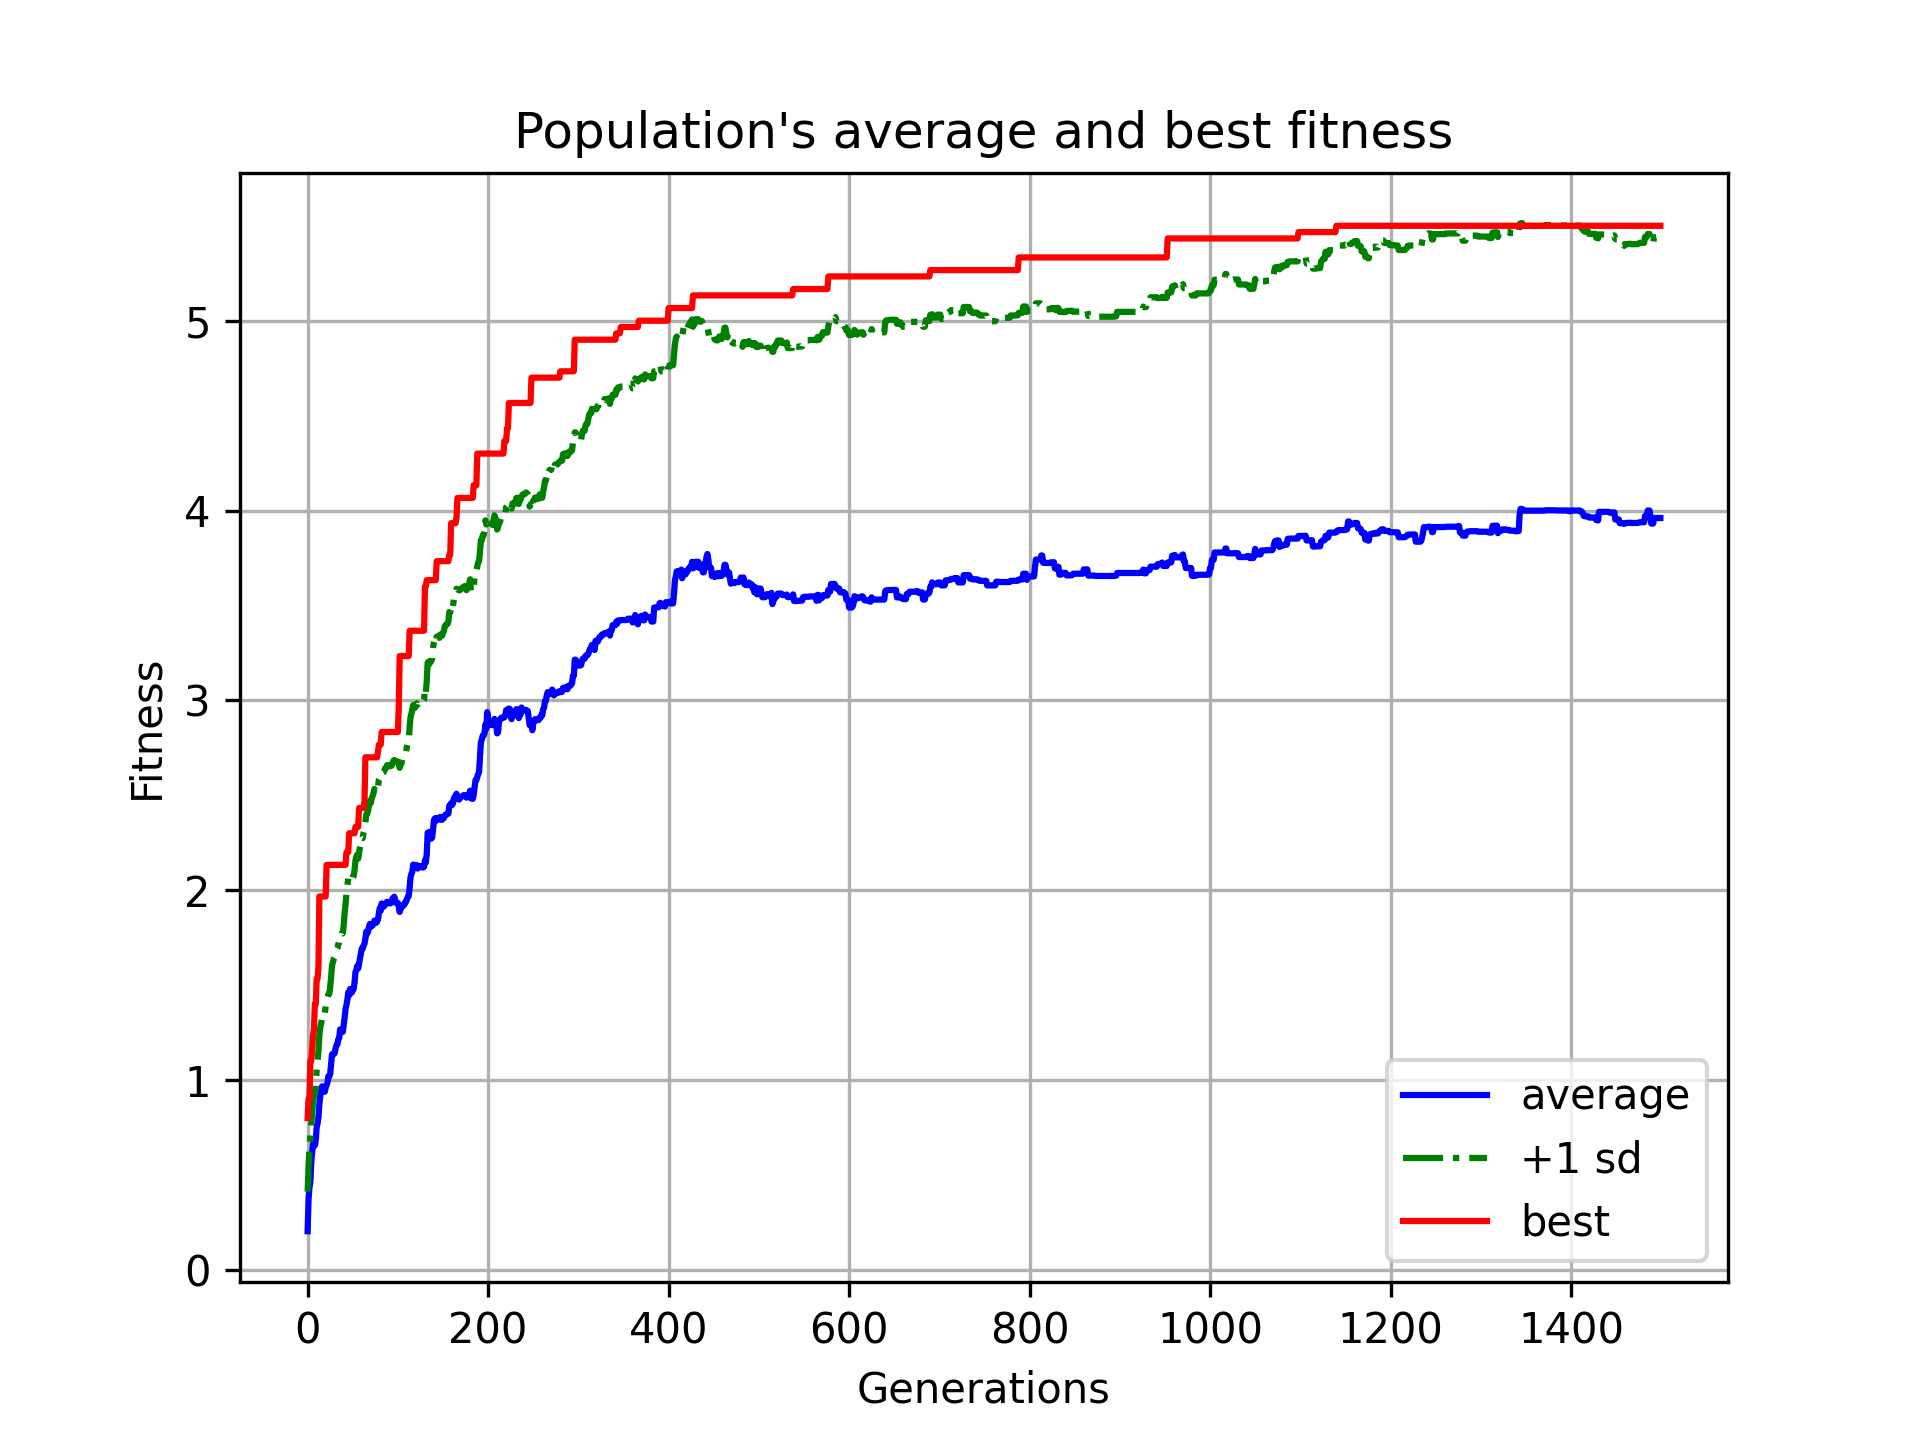 Population's average and best fitness
Fitness
5
4
3
2
1
0
0 200 400 600 800 1000 1200 1400
Generations
average
+1 sd
best